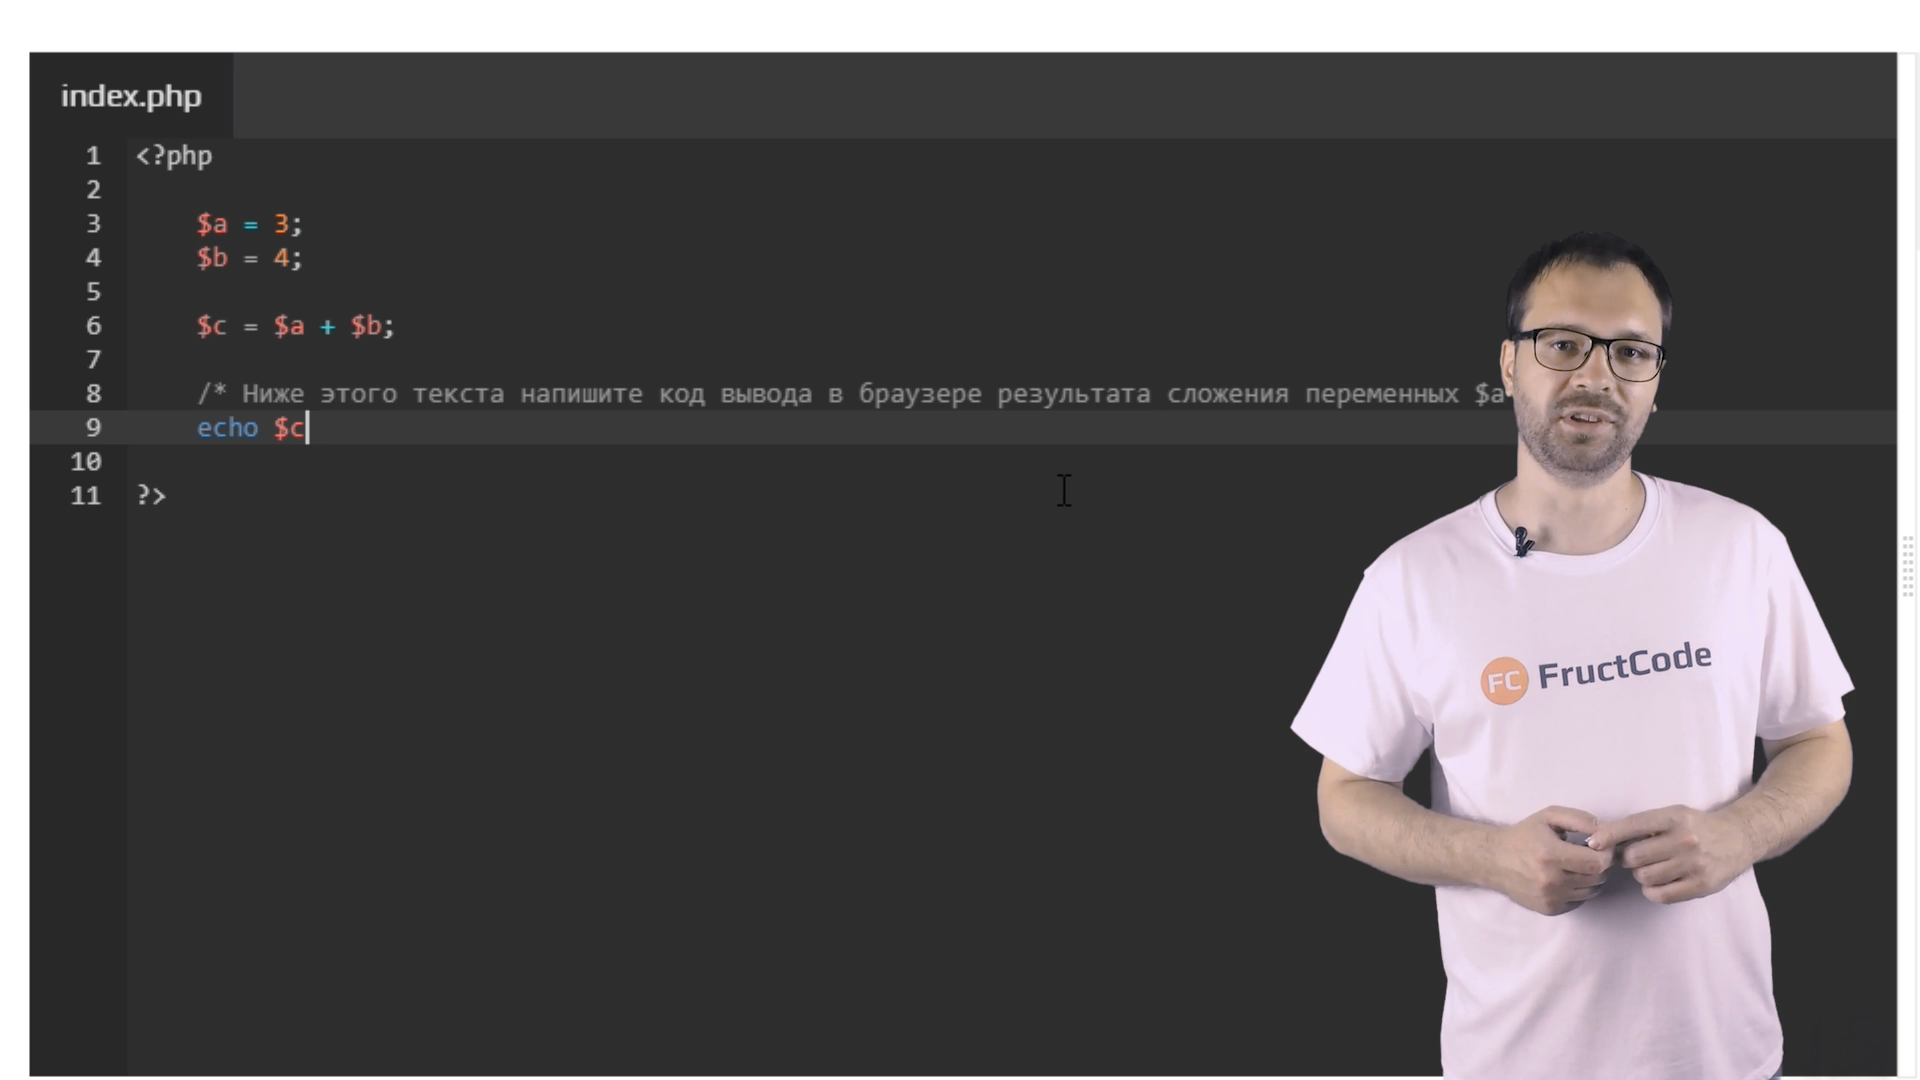 index.php
1 <?php
2
3 $a = 3;
4 $b = 4;
5
6 $c = $a + $b;
7
8 /* Ниже этого текста напишите код вывода в браузере результата сложения переменных $a
9 echo $c
10
11 ?>
FC FructCode